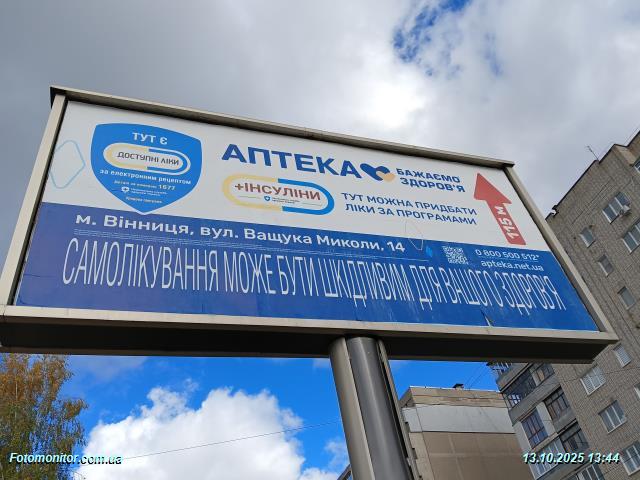 ТУТ Є
ДОСТУПНІ ЛІКИ
за електронним рецептом
1677
+ІНСУЛІНИ
АПТЕКА
БАЖАЄМО
ЗДОРОВ'Я
ТУТ МОЖНА ПРИДБАТИ
ЛІКИ ЗА ПРОГРАМАМИ
115 м
м. Вінниця, вул. Ващука Миколи, 14
0 800 500 512*
apteka.net.ua
САМОЛІКУВАННЯ МОЖЕ БУТИ ШКІДЛИВИМ ДЛЯ ВАШОГО ЗДОРОВ'Я
Fotomonitor.com.ua
13.10.2025 13:44